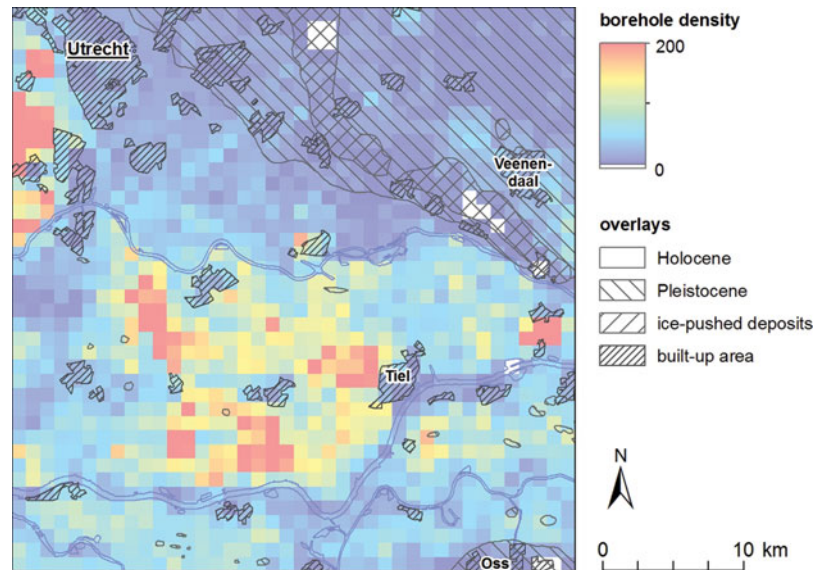 Utrecht
Veenen-
daal
Tiel
Oss
borehole density
200
0
overlays
Holocene
Pleistocene
ice-pushed deposits
built-up area
N
0 10 km